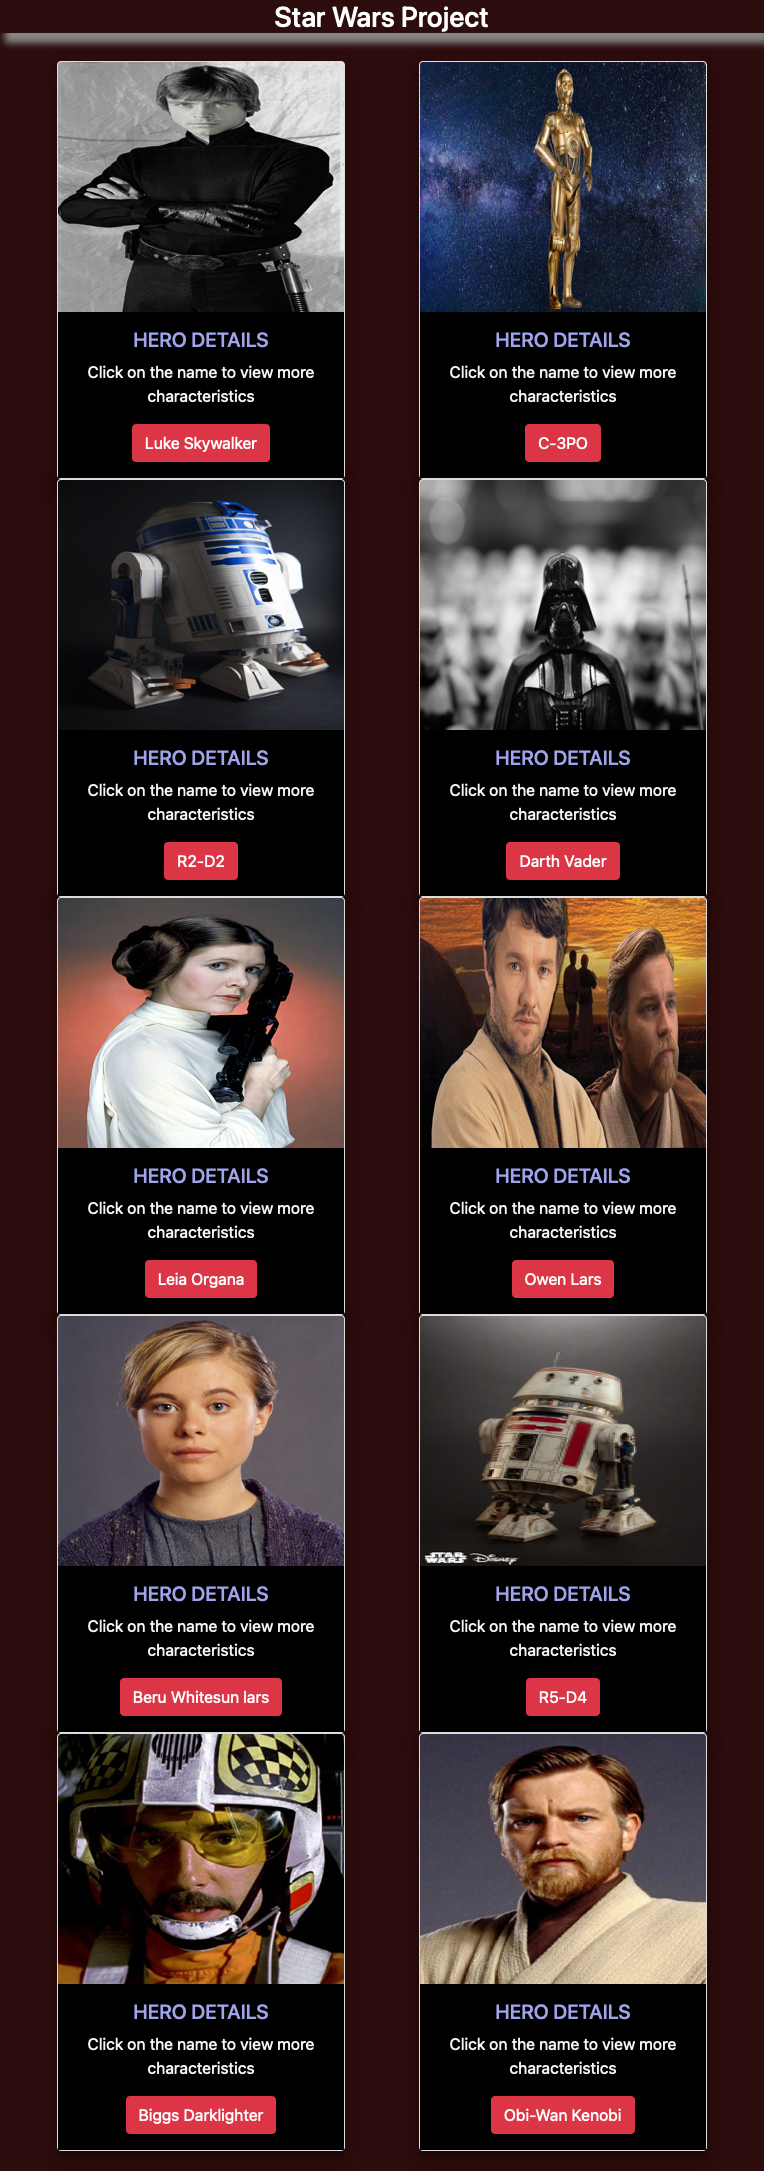 Star Wars Project
HERO DETAILS
Click on the name to view more
characteristics
Luke Skywalker
HERO DETAILS
Click on the name to view more
characteristics
C-3PO
HERO DETAILS
Click on the name to view more
characteristics
R2-D2
HERO DETAILS
Click on the name to view more
characteristics
Darth Vader
HERO DETAILS
Click on the name to view more
characteristics
Leia Organa
HERO DETAILS
Click on the name to view more
characteristics
Owen Lars
HERO DETAILS
Click on the name to view more
characteristics
Beru Whitesun lars
STAR WARS Disney
HERO DETAILS
Click on the name to view more
characteristics
R5-D4
HERO DETAILS
Click on the name to view more
characteristics
Biggs Darklighter
HERO DETAILS
Click on the name to view more
characteristics
Obi-Wan Kenobi